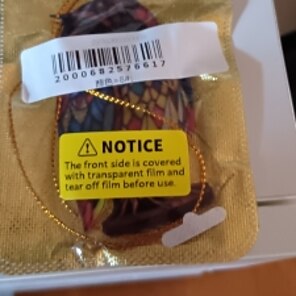 2000682576617
NOTICE
The front side is covered
with transparent film and
tear off film before use.